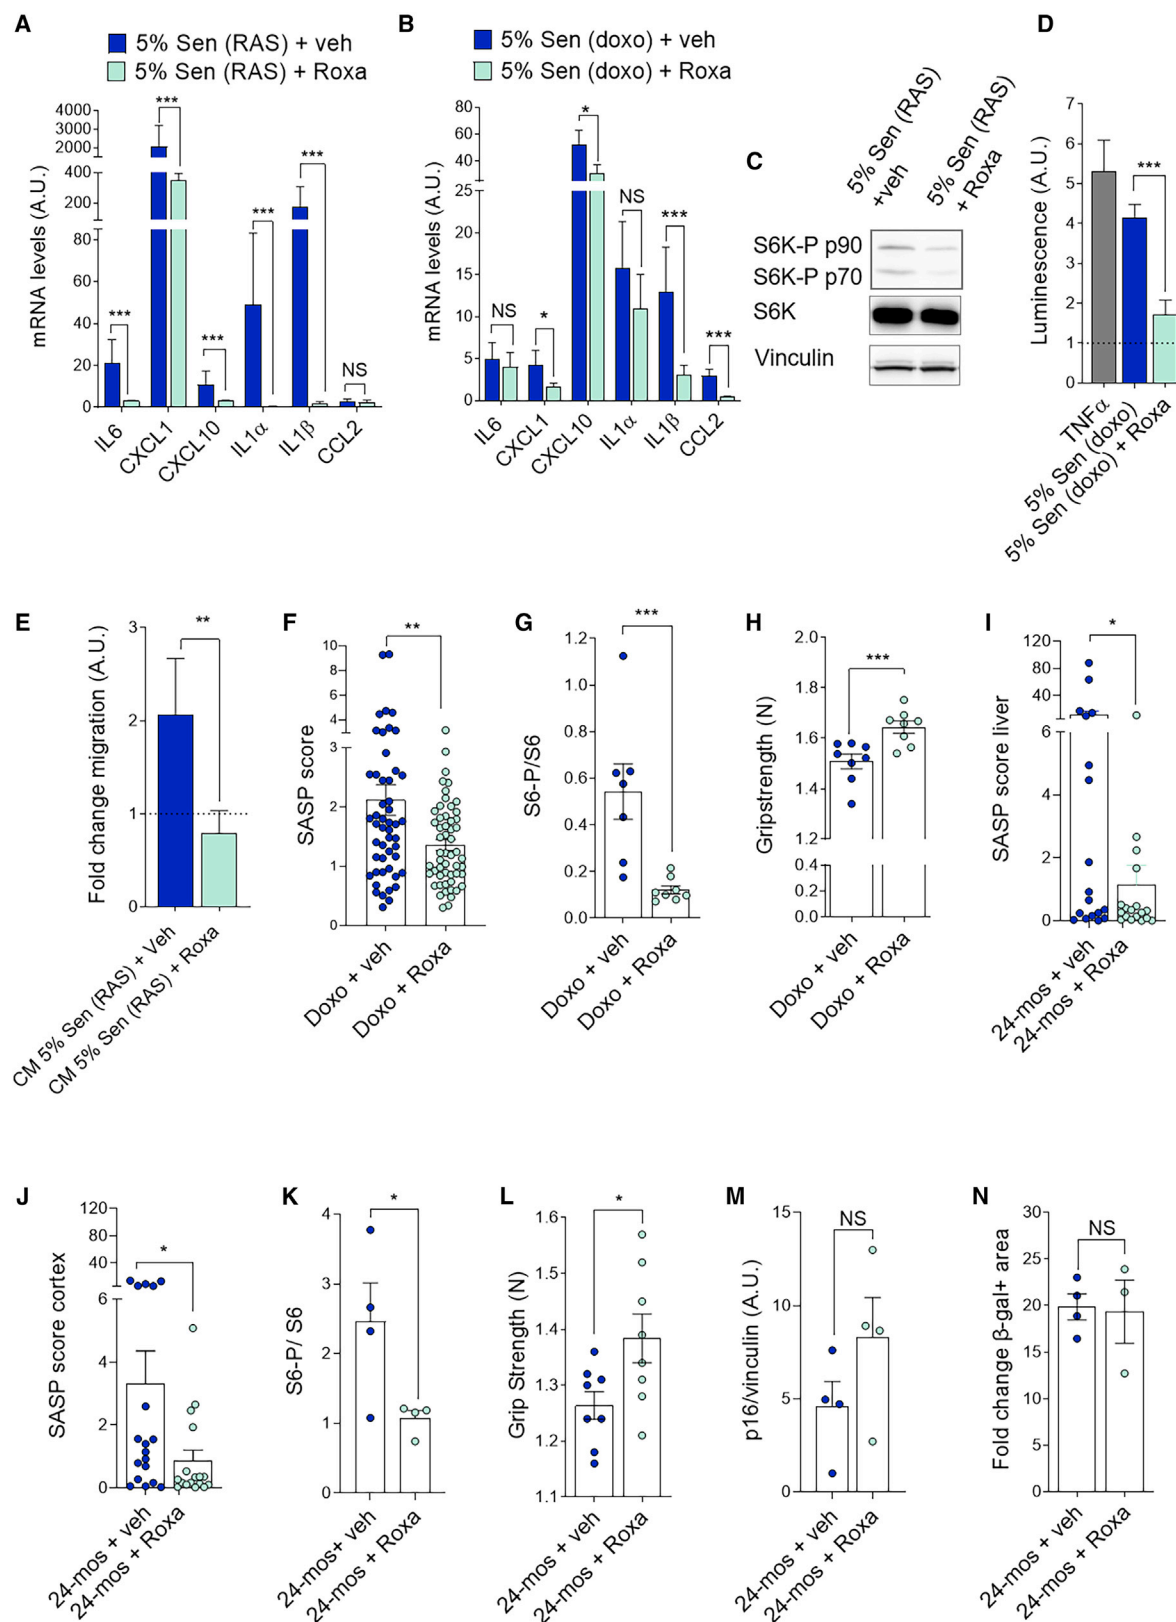 A
5% Sen (RAS) + veh
5% Sen (RAS) + Roxa
mRNA levels (A.U.)
4000
3000
2000
1000
400
200
80
60
40
20
0
***
***
***
***
***
NS
IL6
CXCL1
CXCL10
IL1α
IL1β
CCL2
B
5% Sen (doxo) + veh
5% Sen (doxo) + Roxa
mRNA levels (A.U.)
80
60
40
25
20
15
10
5
0
NS
*
*
NS
***
***
IL6
CXCL1
CXCL10
IL1α
IL1β
CCL2
C
5% Sen (RAS)
+veh
5% Sen (RAS)
+ Roxa
S6K-P p90
S6K-P p70
S6K
Vinculin
D
Luminescence (A.U.)
7
6
5
4
3
2
1
0
***
TNFα
5% Sen (doxo)
5% Sen (doxo) + Roxa
E
Fold change migration (A.U.)
3
2
1
0
**
CM 5% Sen (RAS) + Veh
CM 5% Sen (RAS) + Roxa
F
SASP score
10
8
6
4
3
2
1
0
**
Doxo + veh
Doxo + Roxa
G
S6-P/S6
1.2
1.0
0.8
0.6
0.4
0.2
0.0
***
Doxo + veh
Doxo + Roxa
H
Gripstrength (N)
2.0
1.8
1.6
1.4
1.2
0.4
0.2
0.0
***
Doxo + veh
Doxo + Roxa
I
SASP score liver
120
80
40
6
4
2
0
*
24-mos + veh
24-mos + Roxa
J
SASP score cortex
120
80
40
6
4
2
0
*
24-mos + veh
24-mos + Roxa
K
S6-P/ S6
4
3
2
1
0
*
24-mos+ veh
24-mos + Roxa
L
Grip Strength (N)
1.6
1.5
1.4
1.3
1.2
1.1
*
24-mos + veh
24-mos + Roxa
M
p16/vinculin (A.U.)
15
10
5
0
NS
24-mos + veh
24-mos + Roxa
N
Fold change β-gal+ area
30
25
20
15
10
5
0
NS
24-mos + veh
24-mos + Roxa